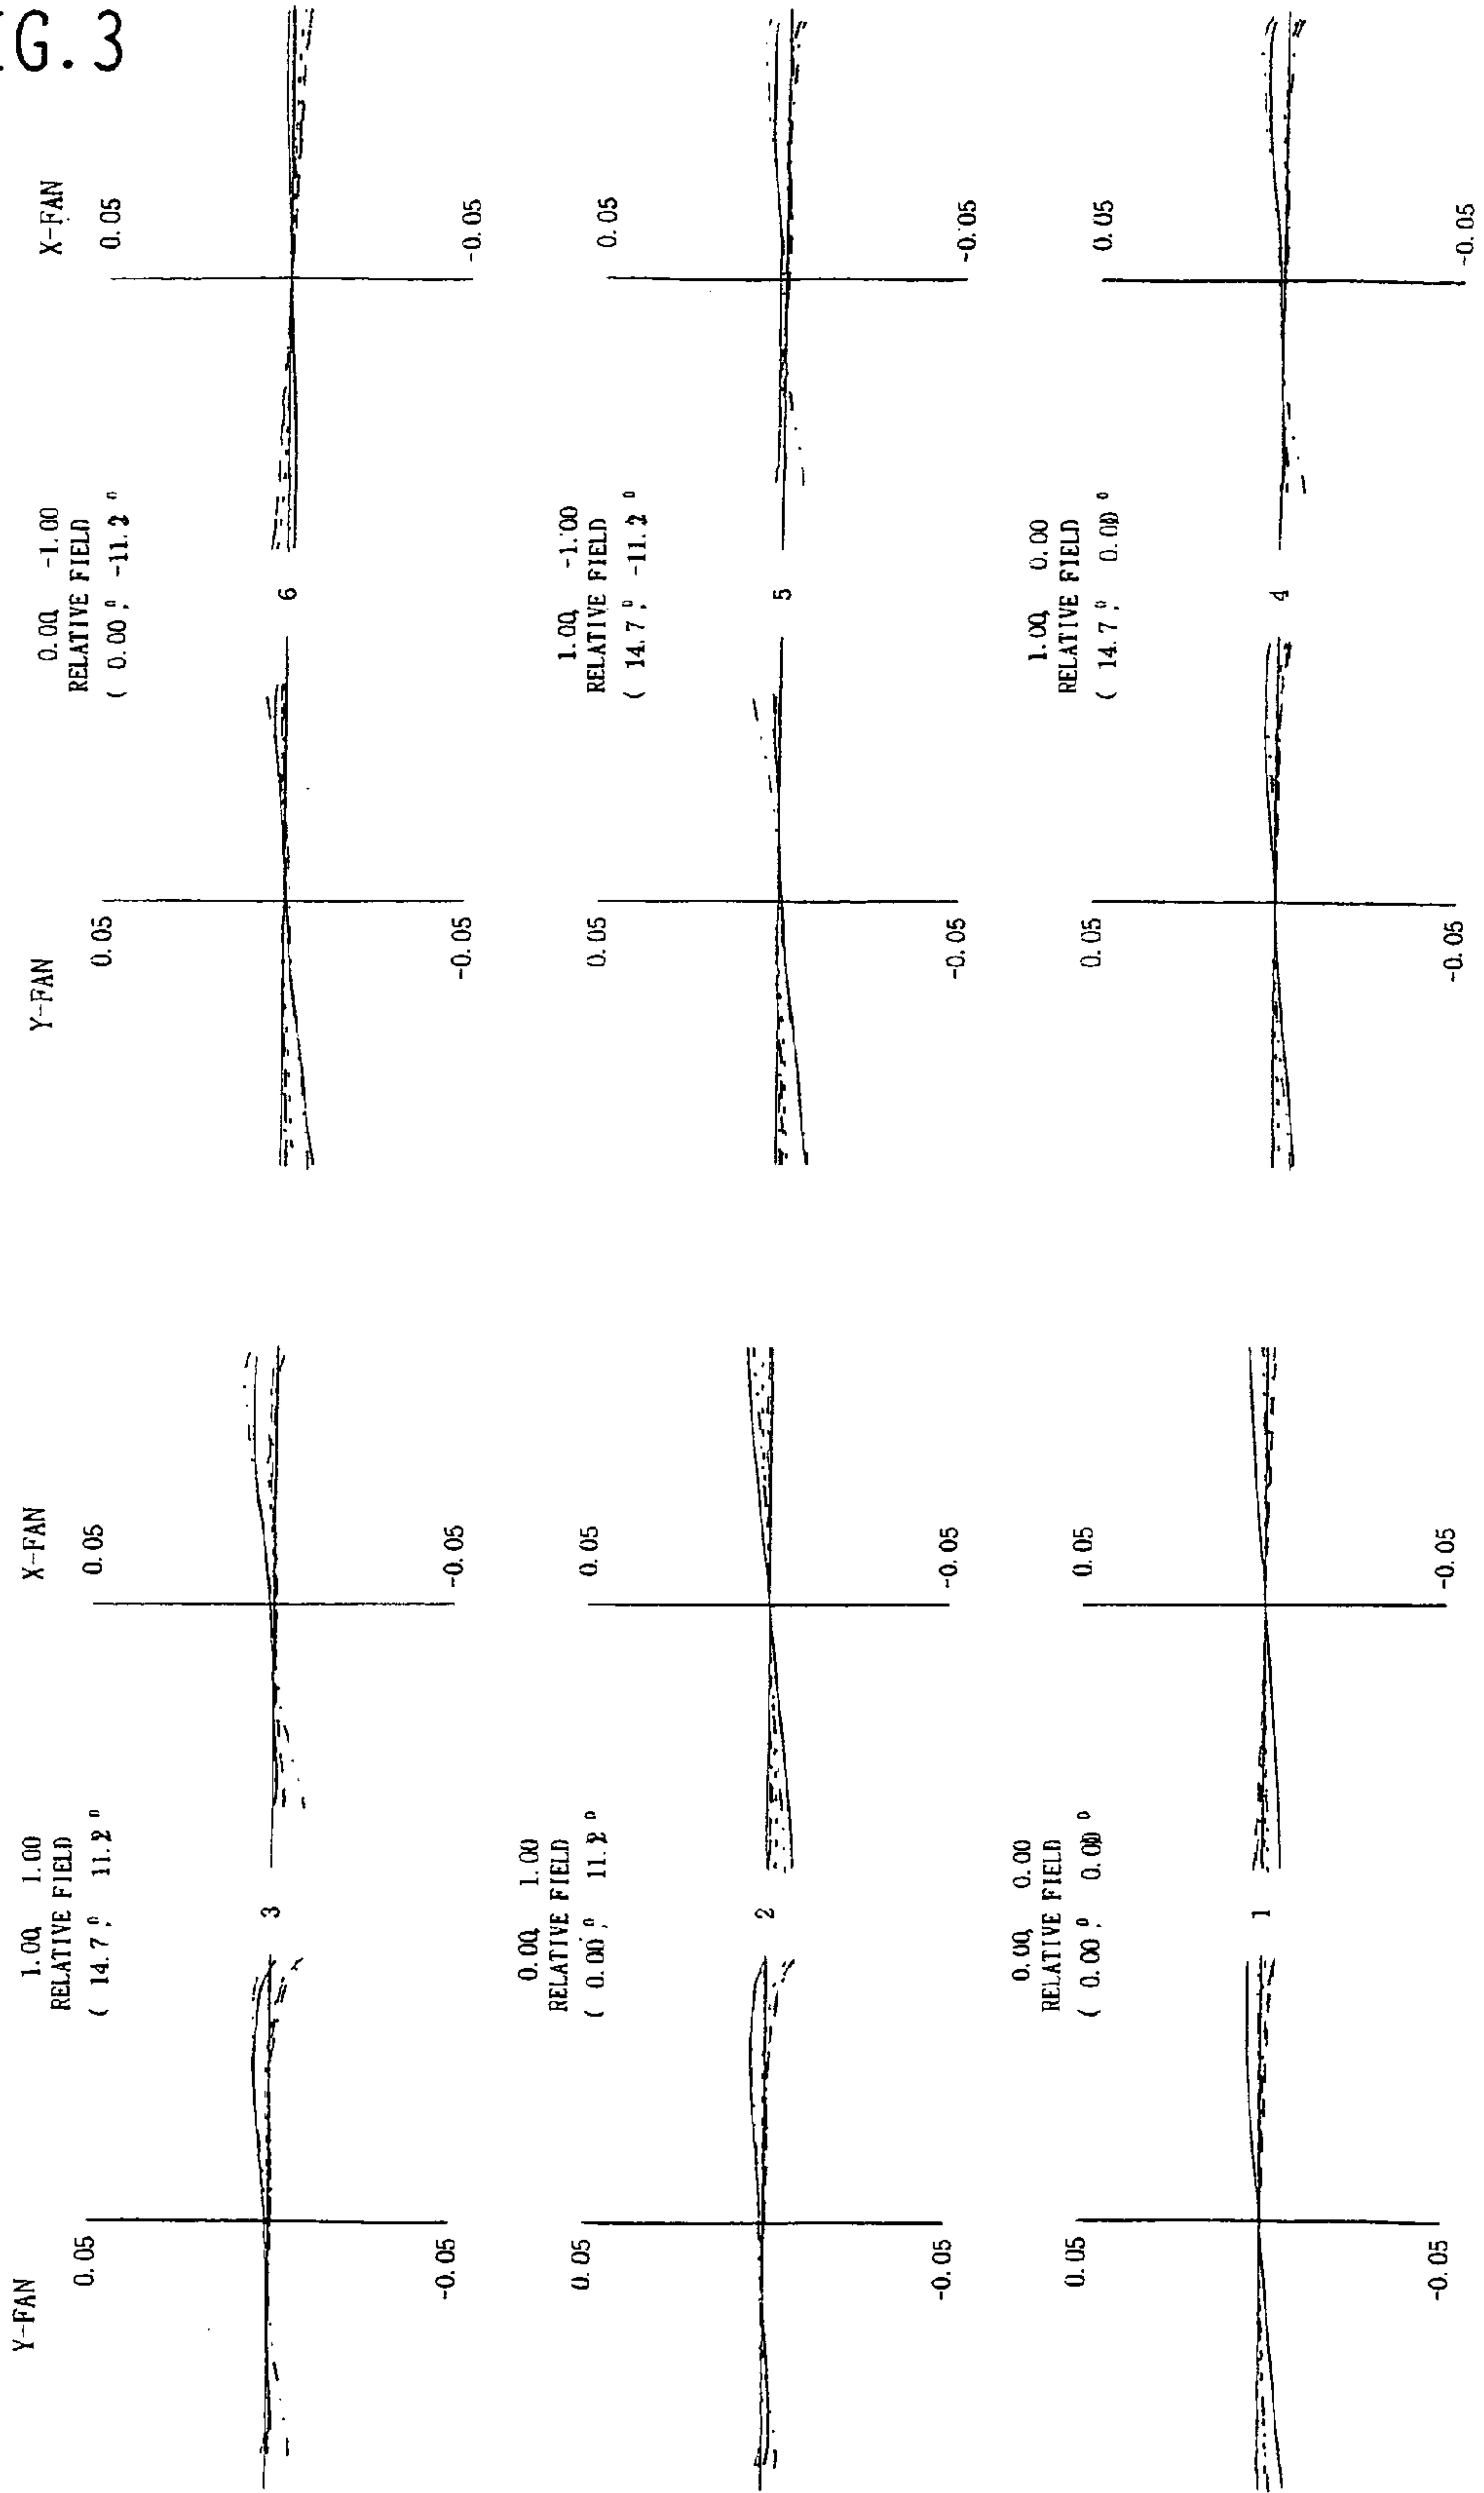 IG. 3
Y-FAN
X-FAN
0.05
1.00, 1.00
RELATIVE FIELD
( 14.7°, 11.2 °
0.05
3
-0.05
-0.05
0.05
0.00, 1.00
RELATIVE FIELD
( 0.00°, 11.2 °
0.05
2
-0.05
-0.05
0.05
0.00, 0.00
RELATIVE FIELD
( 0.00°, 0.00 °
0.05
1
-0.05
-0.05
Y-FAN
X-FAN
0.05
0.00, -1.00
RELATIVE FIELD
( 0.00°, -11.2 °
0.05
6
-0.05
-0.05
0.05
1.00, -1.00
RELATIVE FIELD
( 14.7°, -11.2 °
0.05
5
-0.05
-0.05
0.05
1.00, 0.00
RELATIVE FIELD
( 14.7°, 0.00 °
0.05
4
-0.05
-0.05